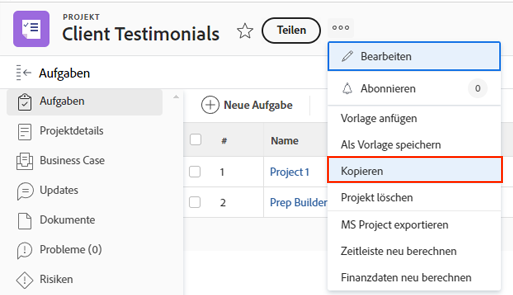 PROJEKT
Client Testimonials
Teilen
Aufgaben
Aufgaben
Projektdetails
Business Case
Updates
Dokumente
Probleme (0)
Risiken
Neue Aufgabe
# Name
1 Project 1
2 Prep Builder
Bearbeiten
Abonnieren 0
Vorlage anfügen
Als Vorlage speichern
Kopieren
Projekt löschen
MS Project exportieren
Zeitleiste neu berechnen
Finanzdaten neu berechnen